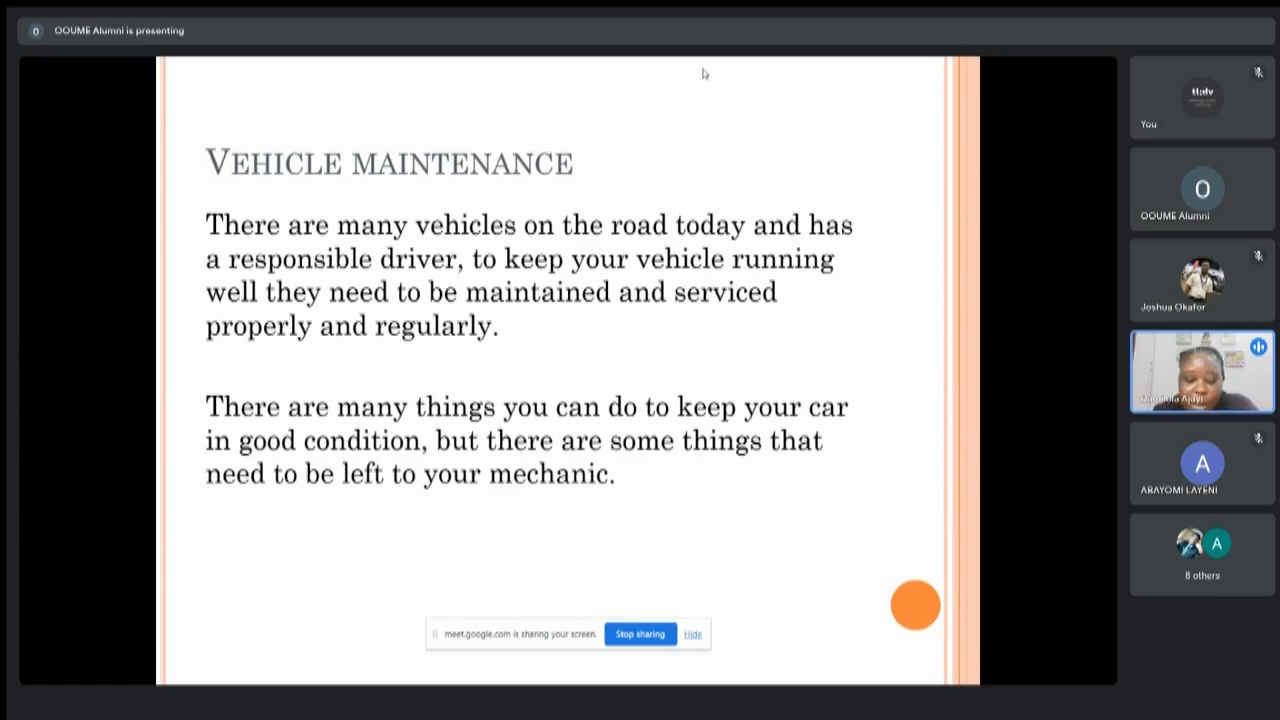 OOUME Alumni is presenting
VEHICLE MAINTENANCE
There are many vehicles on the road today and has
a responsible driver, to keep your vehicle running
well they need to be maintained and serviced
properly and regularly.
There are many things you can do to keep your car
in good condition, but there are some things that
need to be left to your mechanic.
meet.google.com is sharing your screen. Stop sharing Hide
O
tl;dv
You
O
OOUME Alumni
Joshua Okafor
Ajayi
A
ABAYOMI LAYENI
A
8 others